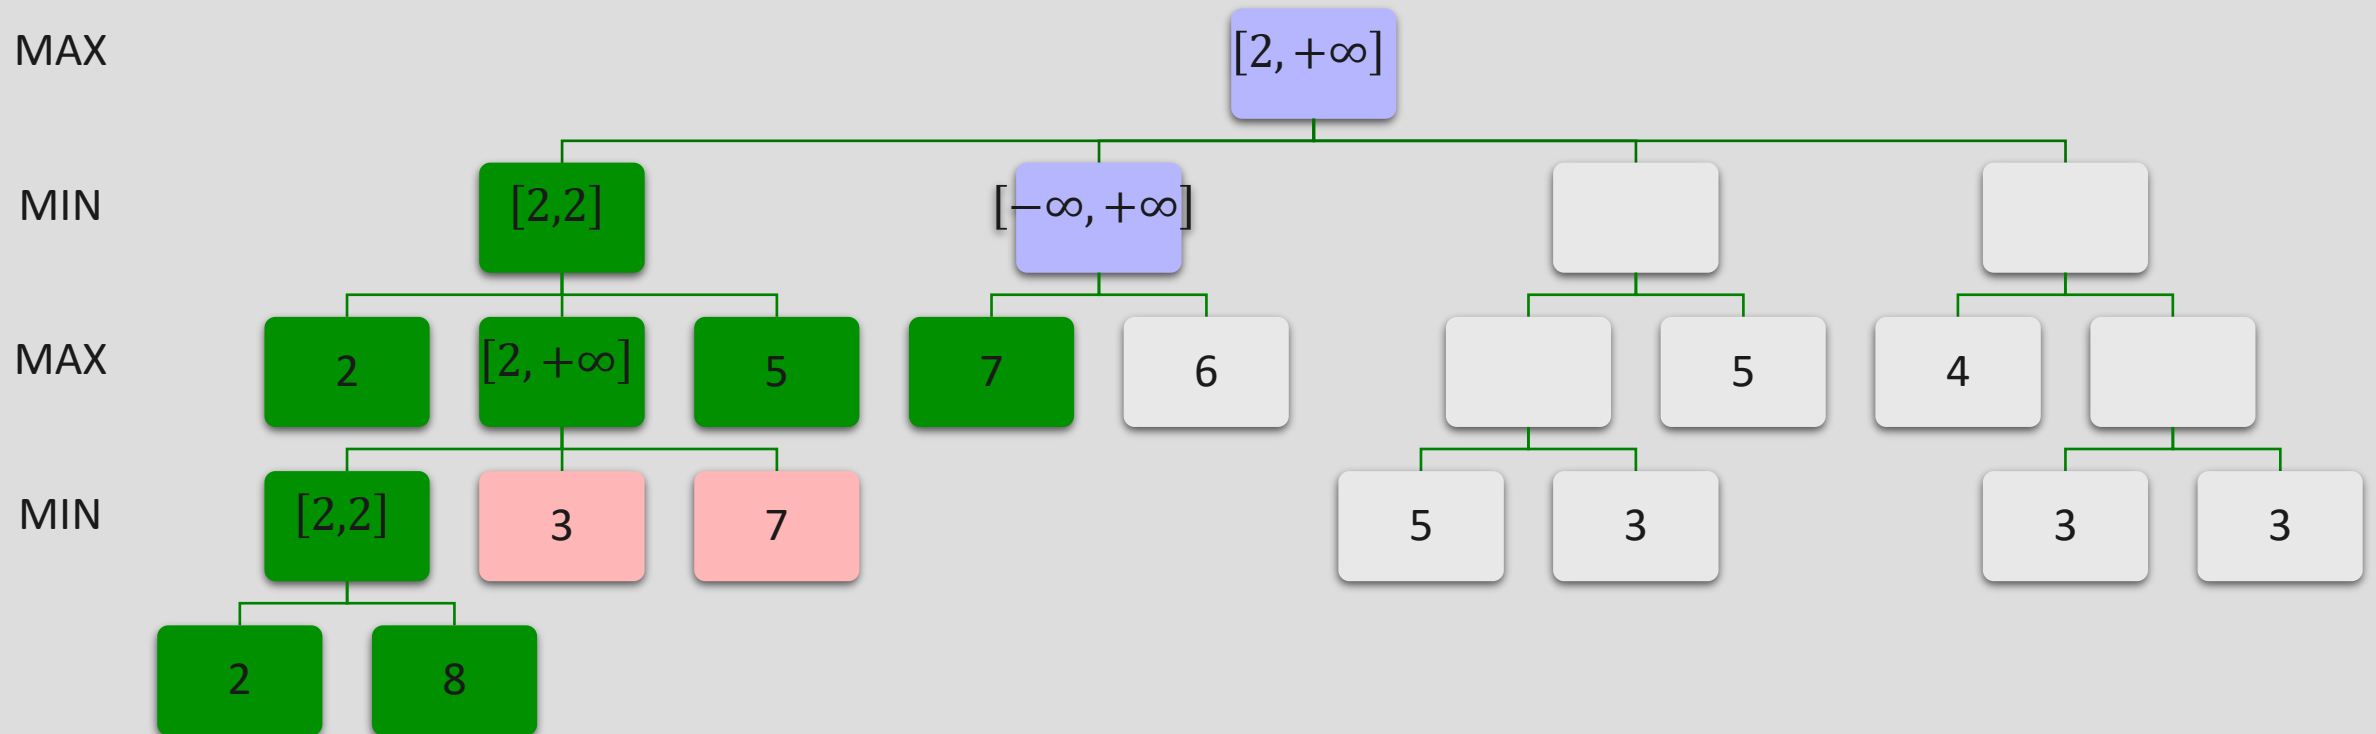 MAX [2, +∞]
MIN [2,2] [−∞, +∞]
MAX 2 [2, +∞] 5 7 6 5 4
MIN [2,2] 3 7 5 3 3 3
2 8